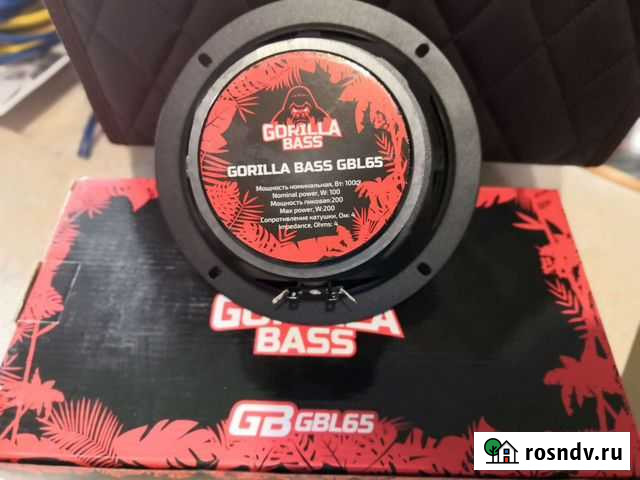 GORILLA
BASS
GORILLA BASS GBL65
Мощность номинальная, Вт: 100
Nominal power, W: 100
Мощность пиковая:200
Max power, W:200
Сопротивление катушки, Ом: 4
Impedance, Ohms: 4
GORILLA
BASS
GB GBL65
rosndv.ru